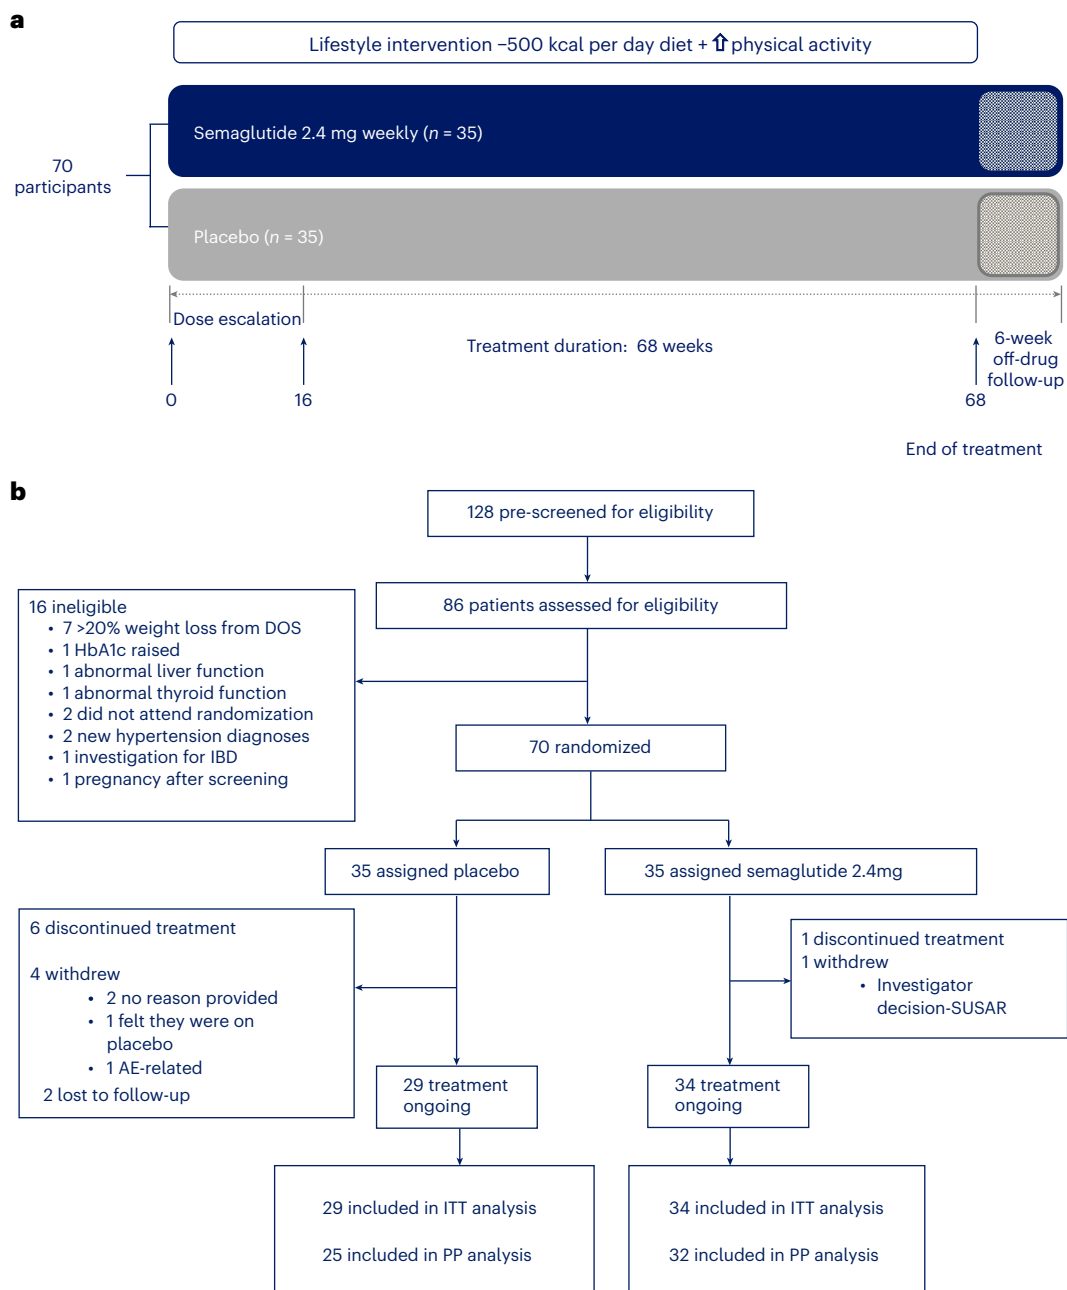 a
Lifestyle intervention −500 kcal per day diet + ⇧ physical activity
Semaglutide 2.4 mg weekly (n = 35)
70
participants
Placebo (n = 35)
Dose escalation
Treatment duration: 68 weeks
6-week
off-drug
follow-up
0
16
68
End of treatment
b
128 pre-screened for eligibility
86 patients assessed for eligibility
16 ineligible
• 7 >20% weight loss from DOS
• 1 HbA1c raised
• 1 abnormal liver function
• 1 abnormal thyroid function
• 2 did not attend randomization
• 2 new hypertension diagnoses
• 1 investigation for IBD
• 1 pregnancy after screening
70 randomized
35 assigned placebo
35 assigned semaglutide 2.4mg
6 discontinued treatment
4 withdrew
• 2 no reason provided
• 1 felt they were on
placebo
• 1 AE-related
2 lost to follow-up
1 discontinued treatment
1 withdrew
• Investigator
decision-SUSAR
29 treatment
ongoing
34 treatment
ongoing
29 included in ITT analysis
25 included in PP analysis
34 included in ITT analysis
32 included in PP analysis